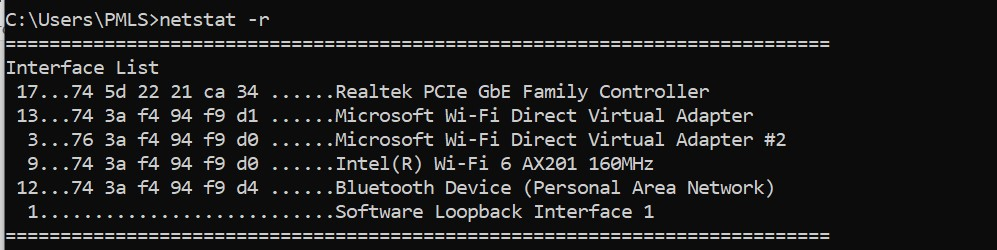 C:\Users\PMLS>netstat -r
===========================================================================
Interface List
 17...74 5d 22 21 ca 34 ......Realtek PCIe GbE Family Controller
 13...74 3a f4 94 f9 d1 ......Microsoft Wi-Fi Direct Virtual Adapter
  3...76 3a f4 94 f9 d0 ......Microsoft Wi-Fi Direct Virtual Adapter #2
  9...74 3a f4 94 f9 d0 ......Intel(R) Wi-Fi 6 AX201 160MHz
 12...74 3a f4 94 f9 d4 ......Bluetooth Device (Personal Area Network)
  1...........................Software Loopback Interface 1
===========================================================================